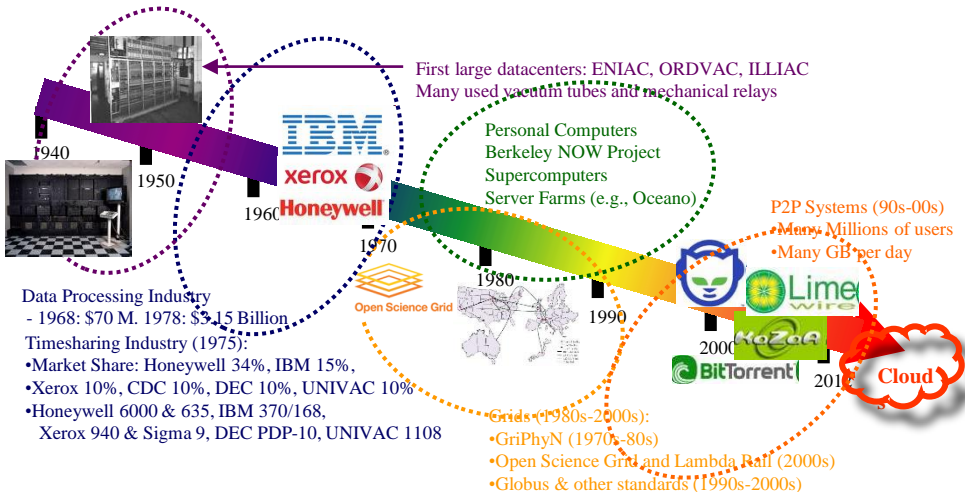 First large datacenters: ENIAC, ORDVAC, ILLIAC
Many used vacuum tubes and mechanical relays
1940
1950
1960
1970
1980
1990
2000
2012
IBM
xerox
Honeywell
Personal Computers
Berkeley NOW Project
Supercomputers
Server Farms (e.g., Oceano)
P2P Systems (90s-00s)
•Many Millions of users
•Many GB per day
Open Science Grid
Lime
wire
KaZaA
BitTorrent
Clouds
Data Processing Industry
- 1968: $70 M. 1978: $3.15 Billion
Timesharing Industry (1975):
•Market Share: Honeywell 34%, IBM 15%,
•Xerox 10%, CDC 10%, DEC 10%, UNIVAC 10%
•Honeywell 6000 & 635, IBM 370/168,
Xerox 940 & Sigma 9, DEC PDP-10, UNIVAC 1108
Grids (1980s-2000s):
•GriPhyN (1970s-80s)
•Open Science Grid and Lambda Rail (2000s)
•Globus & other standards (1990s-2000s)